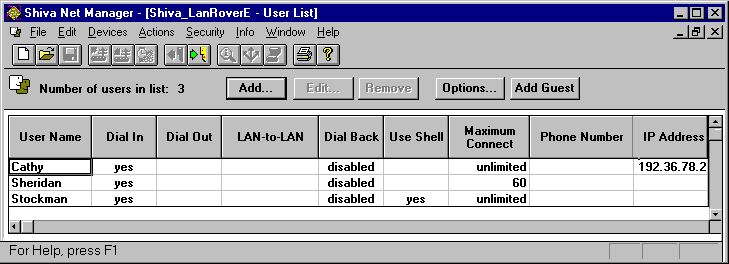 Shiva Net Manager - [Shiva_LanRoverE - User List]
File Edit Devices Actions Security Info Window Help
Number of users in list: 3 Add... Edit... Remove Options... Add Guest
User Name Dial In Dial Out LAN-to-LAN Dial Back Use Shell Maximum Connect Phone Number IP Address
Cathy yes disabled unlimited 192.36.78.2
Sheridan yes disabled 60
Stockman yes disabled yes unlimited
For Help, press F1